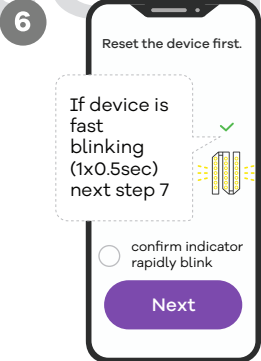 6
Reset the device first.
If device is
fast
blinking
(1x0.5sec)
next step 7
confirm indicator
rapidly blink
Next